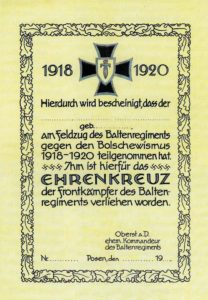 1918 1920
Hierdurch wird bescheinigt, das der
geb.
am Feldzug des Baltenregiments
gegen den Bolschewismus
1918-1920 teilgenommen hat.
Ihm ist hierfür das
EHRENKREUZ
der Frontkämpfer des Balten-
regiments verliehen worden.
Oberst a.D.
ehem. Kommandeur
des Baltenregiments
Nr. Posen, den 19